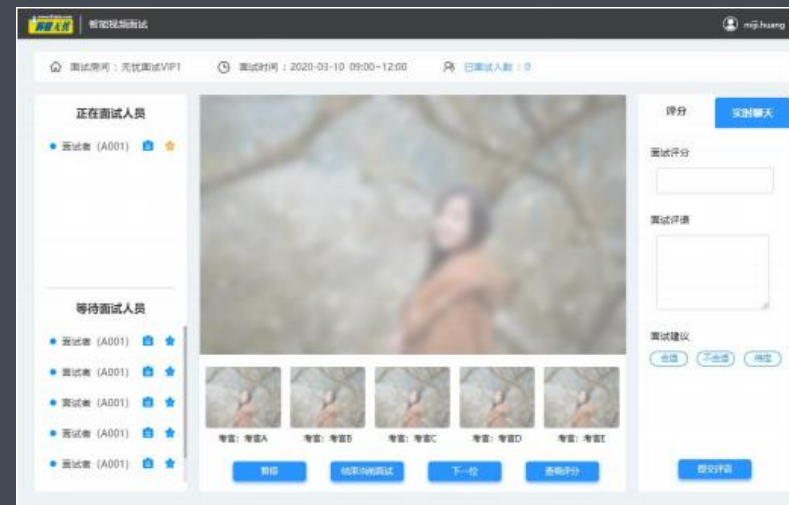 前程无忧
智能视频面试
miji.huang
面试房间：无忧面试VIP1
面试时间：2020-03-10 09:00~12:00
已面试人数：0
正在面试人员
面试者 (A001)
等待面试人员
面试者 (A001)
面试者 (A001)
面试者 (A001)
面试者 (A001)
面试者 (A001)
考官：考官A
考官：考官B
考官：考官C
考官：考官D
考官：考官E
暂停
结束当前面试
下一位
查看评分
评分
实时聊天
面试评分
面试评语
面试建议
合适
不合适
待定
提交评语